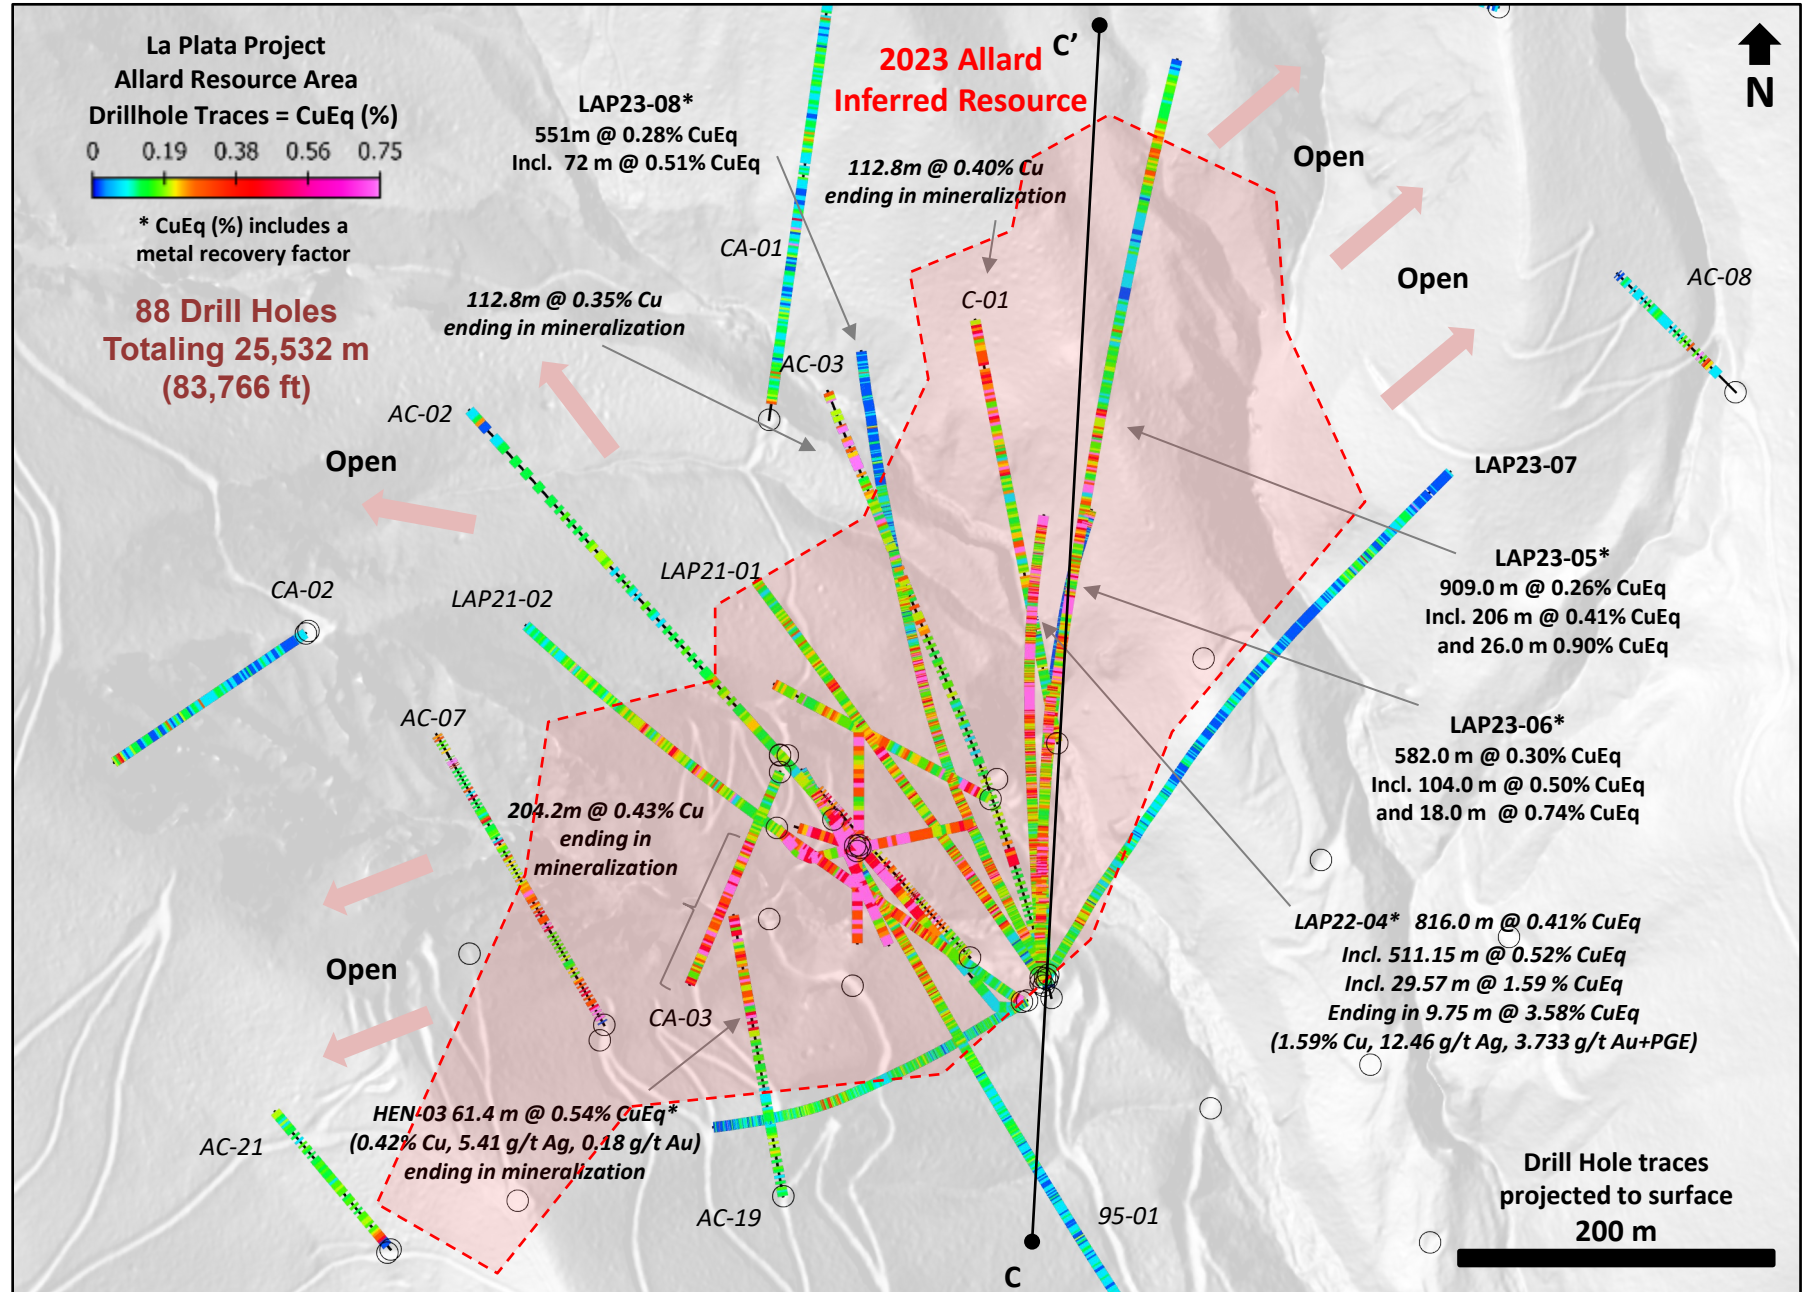 La Plata Project
Allard Resource Area
Drillhole Traces = CuEq (%)
0 0.19 0.38 0.56 0.75
* CuEq (%) includes a
metal recovery factor
88 Drill Holes
Totaling 25,532 m
(83,766 ft)
LAP23-08*
551m @ 0.28% CuEq
Incl. 72 m @ 0.51% CuEq
2023 Allard
Inferred Resource
C'
N
112.8m @ 0.40% Cu
ending in mineralization
CA-01
C-01
112.8m @ 0.35% Cu
ending in mineralization
AC-03
AC-02
Open
Open
Open
AC-08
LAP23-07
LAP23-05*
909.0 m @ 0.26% CuEq
Incl. 206 m @ 0.41% CuEq
and 26.0 m 0.90% CuEq
LAP21-01
LAP21-02
CA-02
AC-07
LAP23-06*
582.0 m @ 0.30% CuEq
Incl. 104.0 m @ 0.50% CuEq
and 18.0 m @ 0.74% CuEq
204.2m @ 0.43% Cu
ending in
mineralization
LAP22-04* 816.0 m @ 0.41% CuEq
Incl. 511.15 m @ 0.52% CuEq
Incl. 29.57 m @ 1.59 % CuEq
Ending in 9.75 m @ 3.58% CuEq
(1.59% Cu, 12.46 g/t Ag, 3.733 g/t Au+PGE)
Open
CA-03
HEN-03 61.4 m @ 0.54% CuEq*
(0.42% Cu, 5.41 g/t Ag, 0.18 g/t Au)
ending in mineralization
AC-21
AC-19
95-01
C
Drill Hole traces
projected to surface
200 m